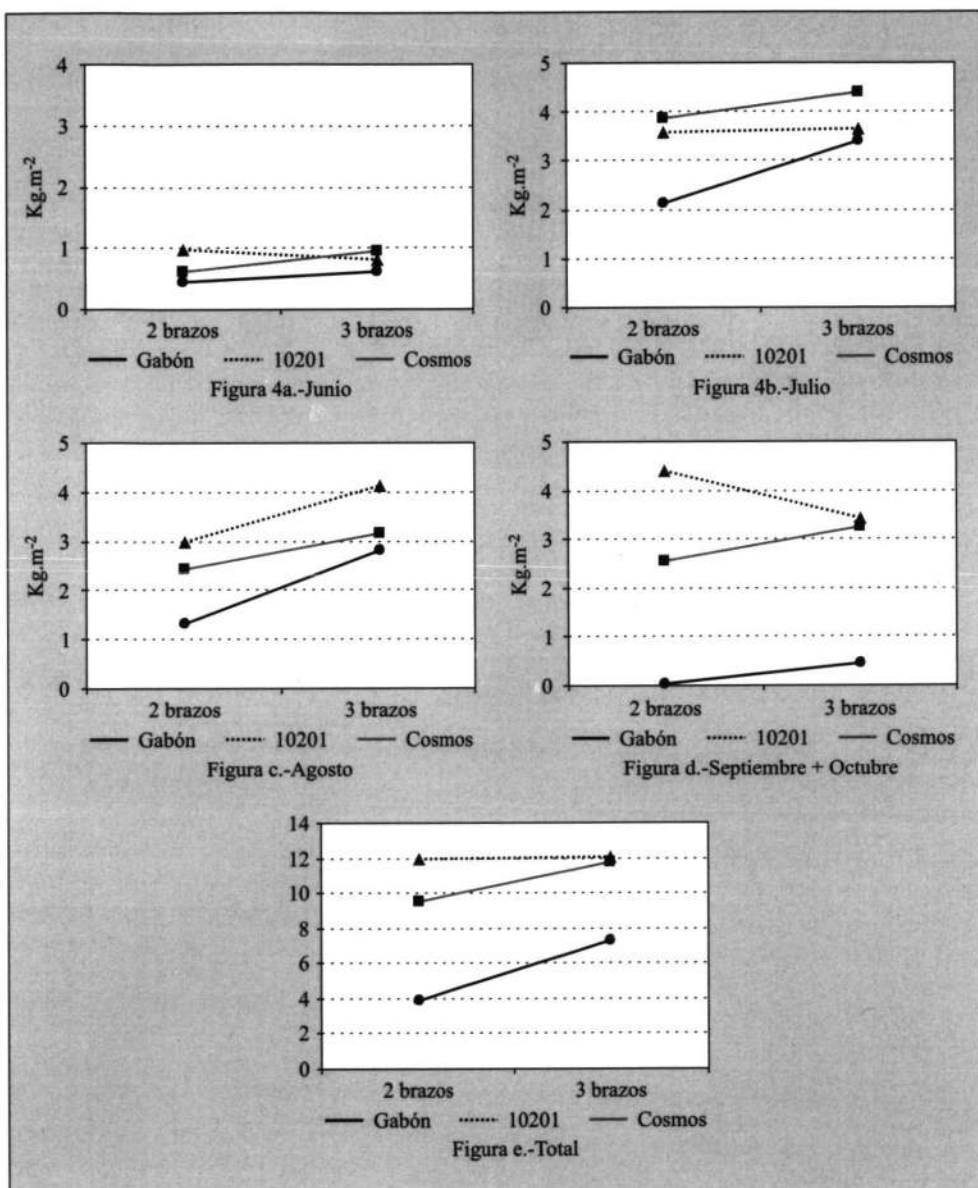 4
3
2
1
0
Kg.m-2
2 brazos 3 brazos
Gabón 10201 Cosmos
Figura 4a.-Junio
5
4
3
2
1
0
Kg.m-2
2 brazos 3 brazos
Gabón 10201 Cosmos
Figura 4b.-Julio
5
4
3
2
1
0
Kg.m-2
2 brazos 3 brazos
Gabón 10201 Cosmos
Figura c.-Agosto
5
4
3
2
1
0
Kg.m-2
2 brazos 3 brazos
Gabón 10201 Cosmos
Figura d.-Septiembre + Octubre
14
12
10
8
6
4
2
0
2 brazos 3 brazos
Gabón 10201 Cosmos
Figura e.-Total